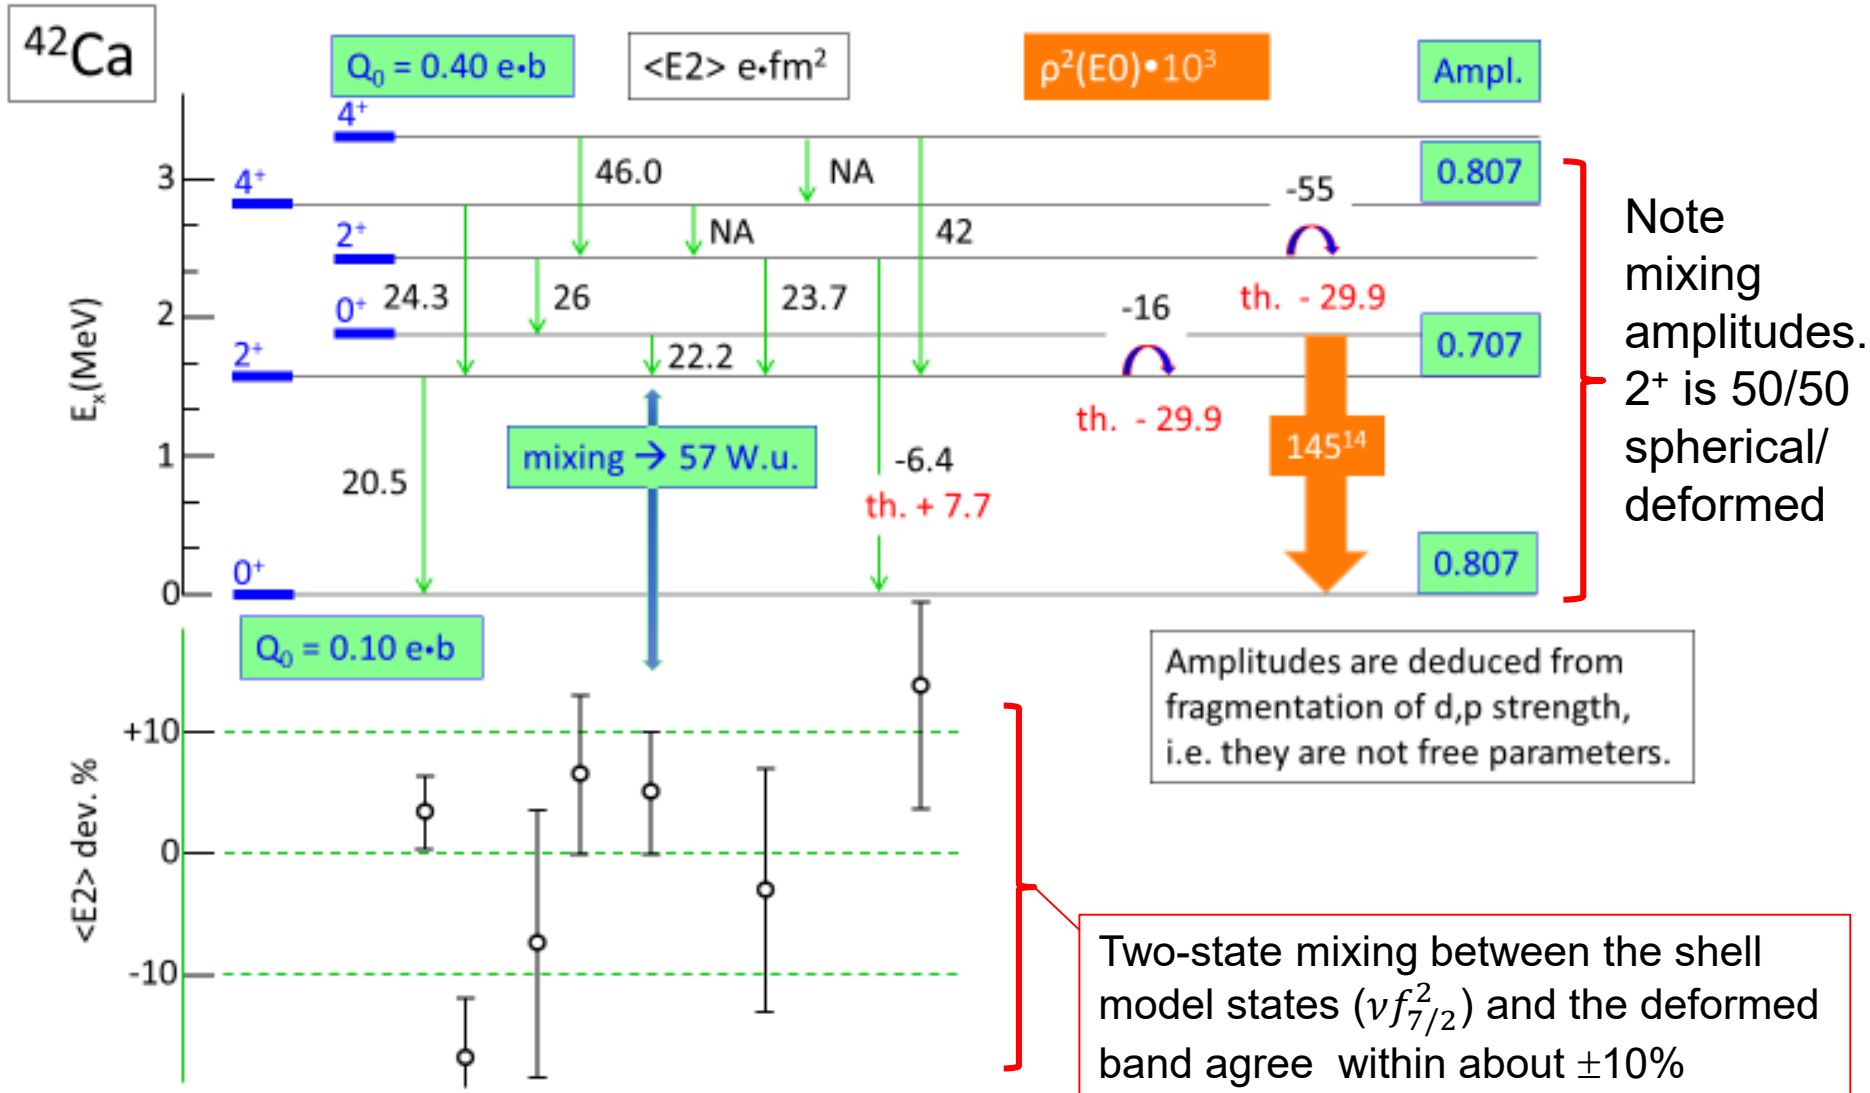 ⁴²Ca
Q₀ = 0.40 e•b
<E2> e•fm²
ρ²(E0)•10³
Ampl.
4⁺
3
4⁺
46.0
NA
0.807
-55
2⁺
NA
42
Eₓ(MeV)
2
0⁺
24.3
26
23.7
-16
th. - 29.9
2⁺
22.2
0.707
th. - 29.9
1
20.5
mixing → 57 W.u.
-6.4
th. + 7.7
145¹⁴
0
0⁺
0.807
Note
mixing
amplitudes.
2⁺ is 50/50
spherical/
deformed
Q₀ = 0.10 e•b
Amplitudes are deduced from
fragmentation of d,p strength,
i.e. they are not free parameters.
<E2> dev. %
+10
0
-10
Two-state mixing between the shell
model states (νf²₇/₂) and the deformed
band agree within about ±10%